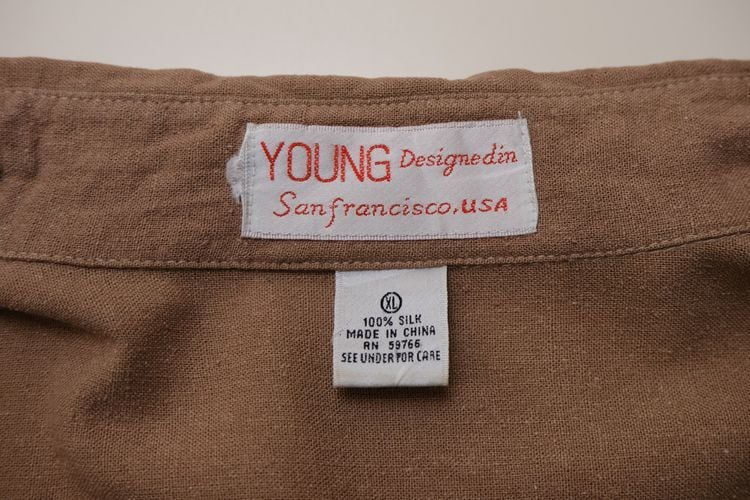 YOUNG Designedin
Sanfrancisco.USA
XL
100% SILK
MADE IN CHINA
RN 59766
SEE UNDER FOR CARE